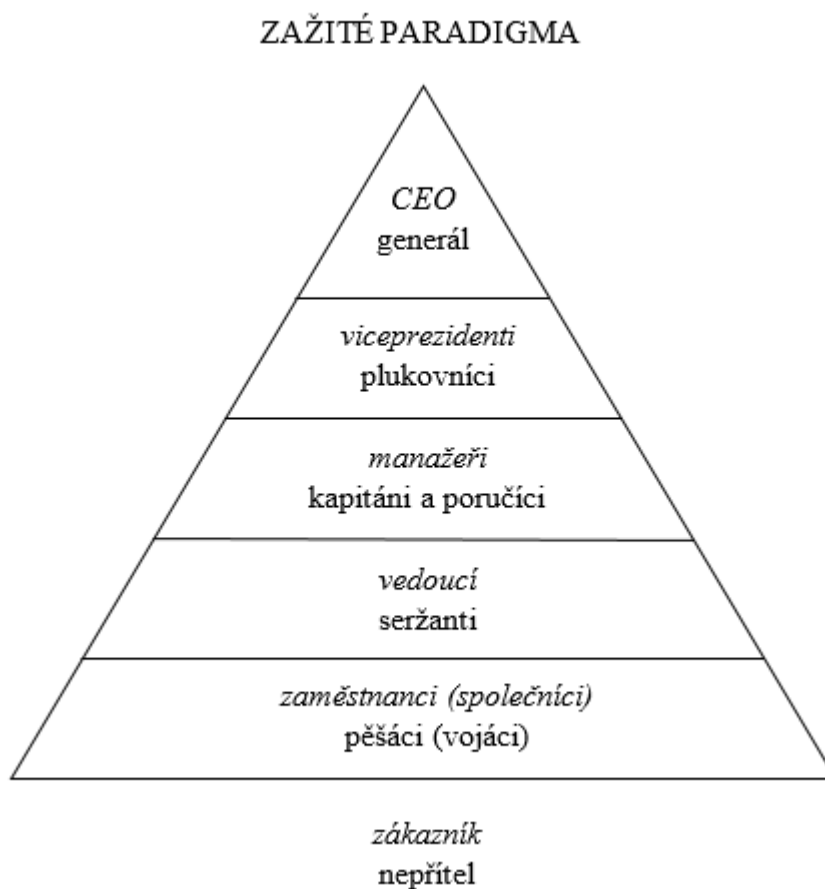 ZAŽITÉ PARADIGMA
CEO
generál
viceprezidenti
plukovníci
manažeři
kapitáni a poručíci
vedoucí
seržanti
zaměstnanci (společníci)
pěšáci (vojáci)
zákazník
nepřítel